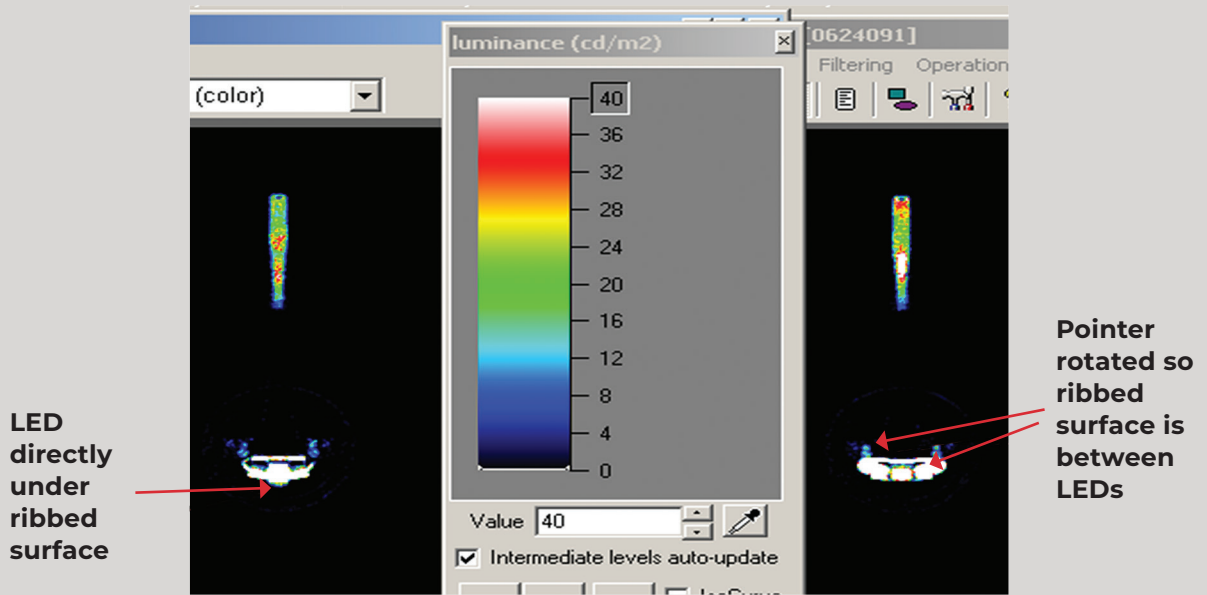 luminance (cd/m2)
[0624091]
Filtering Operation
(color)
40
36
32
28
24
20
16
12
8
4
0
LED
directly
under
ribbed
surface
Pointer
rotated so
ribbed
surface is
between
LEDs
Value 40
Intermediate levels auto-update